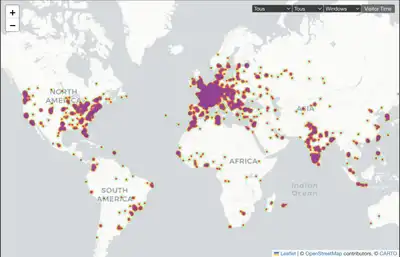 +
−
Tous Tous Windows Visitor Time
NORTH
AMERICA
ASIA
AFRICA
SOUTH
AMERICA
Indian
Ocean
Leaflet | © OpenStreetMap contributors, © CARTO